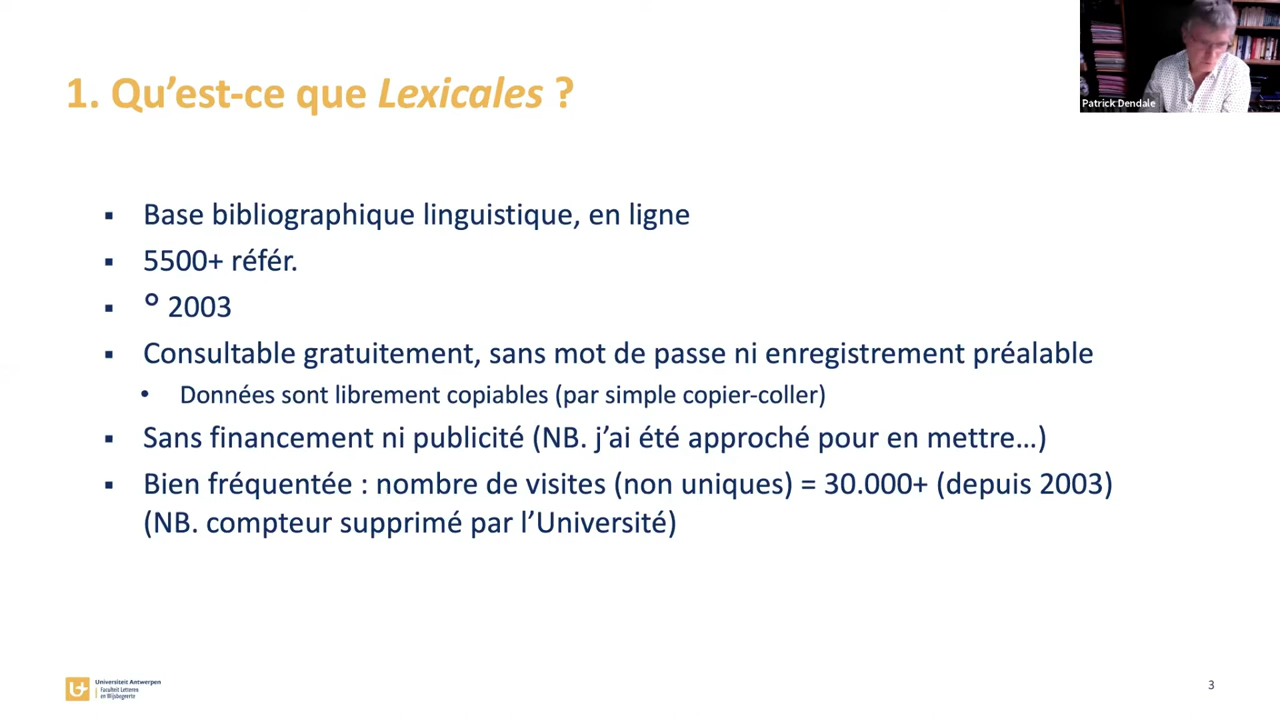 1. Qu’est-ce que Lexicales ?
Patrick Dendale
▪ Base bibliographique linguistique, en ligne
▪ 5500+ référ.
▪ ° 2003
▪ Consultable gratuitement, sans mot de passe ni enregistrement préalable
• Données sont librement copiables (par simple copier-coller)
▪ Sans financement ni publicité (NB. j’ai été approché pour en mettre…)
▪ Bien fréquentée : nombre de visites (non uniques) = 30.000+ (depuis 2003)
(NB. compteur supprimé par l’Université)
Universiteit Antwerpen
Faculteit Letteren
en Wijsbegeerte
3